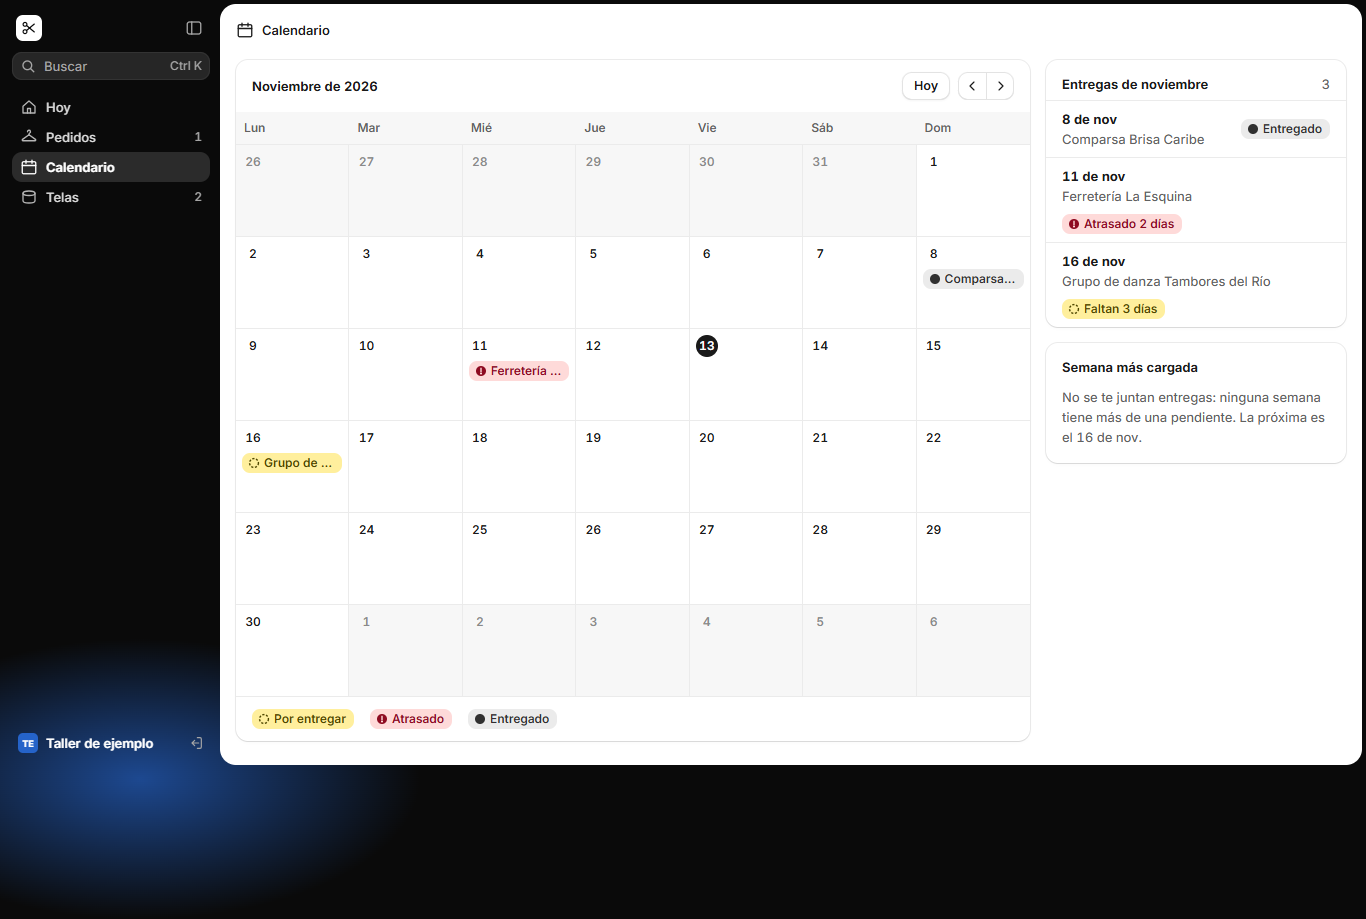 Buscar Ctrl K
Hoy
Pedidos 1
Calendario
Telas 2
TE Taller de ejemplo
Calendario
Noviembre de 2026 Hoy
Lun Mar Mié Jue Vie Sáb Dom
26 27 28 29 30 31 1
2 3 4 5 6 7 8
Comparsa...
9 10 11 12 13 14 15
Ferretería ...
16 17 18 19 20 21 22
Grupo de ...
23 24 25 26 27 28 29
30 1 2 3 4 5 6
Por entregar Atrasado Entregado
Entregas de noviembre 3
8 de nov
Comparsa Brisa Caribe
Entregado
11 de nov
Ferretería La Esquina
Atrasado 2 días
16 de nov
Grupo de danza Tambores del Río
Faltan 3 días
Semana más cargada
No se te juntan entregas: ninguna semana
tiene más de una pendiente. La próxima es
el 16 de nov.